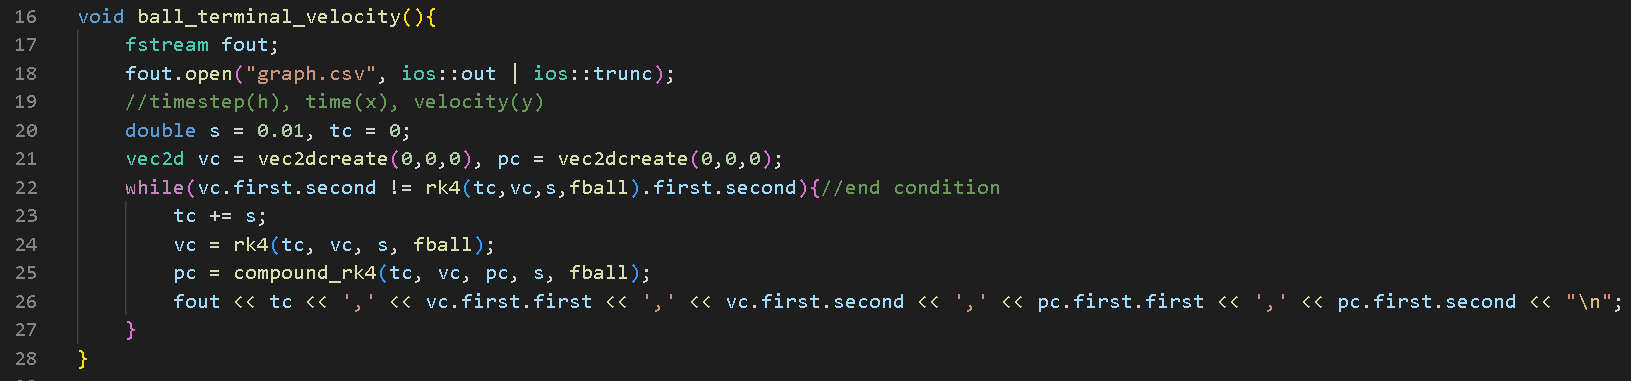 16 void ball_terminal_velocity(){
17 fstream fout;
18 fout.open("graph.csv", ios::out | ios::trunc);
19 //timestep(h), time(x), velocity(y)
20 double s = 0.01, tc = 0;
21 vec2d vc = vec2dcreate(0,0,0), pc = vec2dcreate(0,0,0);
22 while(vc.first.second != rk4(tc,vc,s,fball).first.second){//end condition
23 tc += s;
24 vc = rk4(tc, vc, s, fball);
25 pc = compound_rk4(tc, vc, pc, s, fball);
26 fout << tc << ',' << vc.first.first << ',' << vc.first.second << ',' << pc.first.first << ',' << pc.first.second << "\n";
27 }
28 }